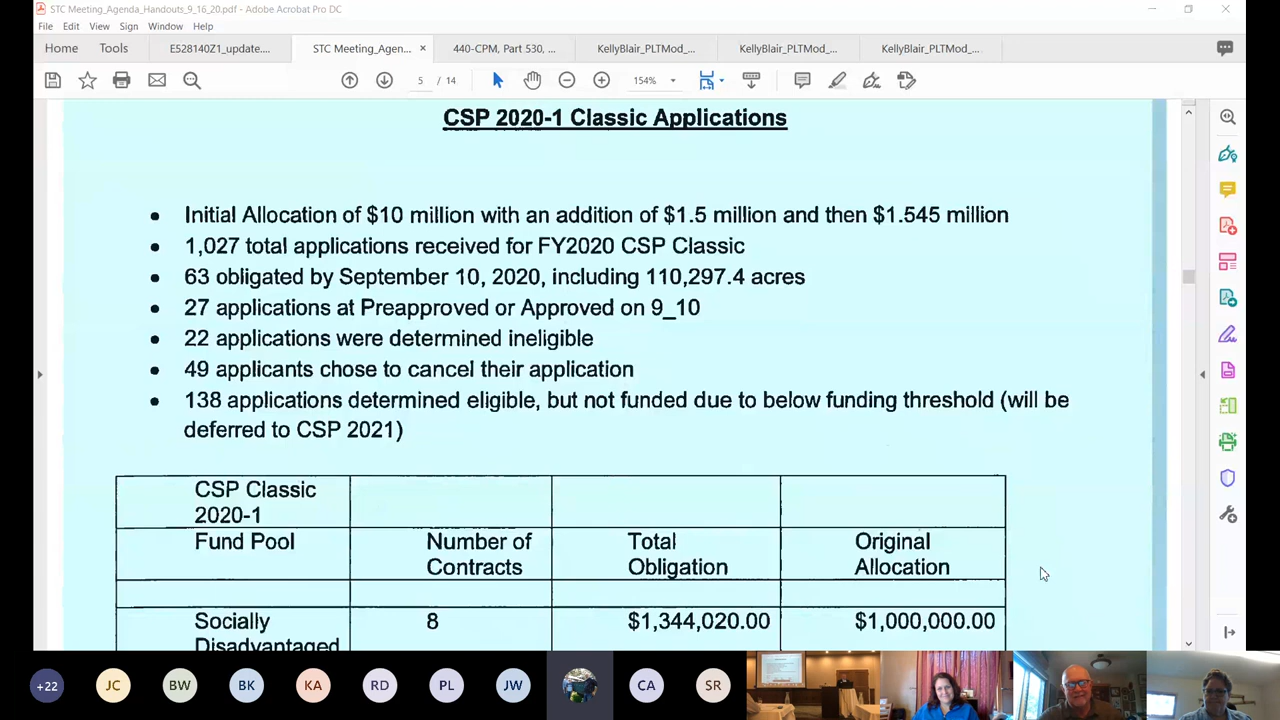 STC Meeting_Agenda_Handouts_9_16_20.pdf - Adobe Acrobat Pro DC
File Edit View Sign Window Help
Home Tools E528140Z1_update.... STC Meeting_Agen... × 440-CPM, Part 530, ... KellyBlair_PLTMod_... KellyBlair_PLTMod_... KellyBlair_PLTMod_...
5 / 14 154%
CSP 2020-1 Classic Applications
• Initial Allocation of $10 million with an addition of $1.5 million and then $1.545 million
• 1,027 total applications received for FY2020 CSP Classic
• 63 obligated by September 10, 2020, including 110,297.4 acres
• 27 applications at Preapproved or Approved on 9_10
• 22 applications were determined ineligible
• 49 applicants chose to cancel their application
• 138 applications determined eligible, but not funded due to below funding threshold (will be
deferred to CSP 2021)
CSP Classic
2020-1
Fund Pool Number of Total Original
Contracts Obligation Allocation
Socially 8 $1,344,020.00 $1,000,000.00
Disadvantaged
+22 JC BW BK KA RD PL JW CA SR